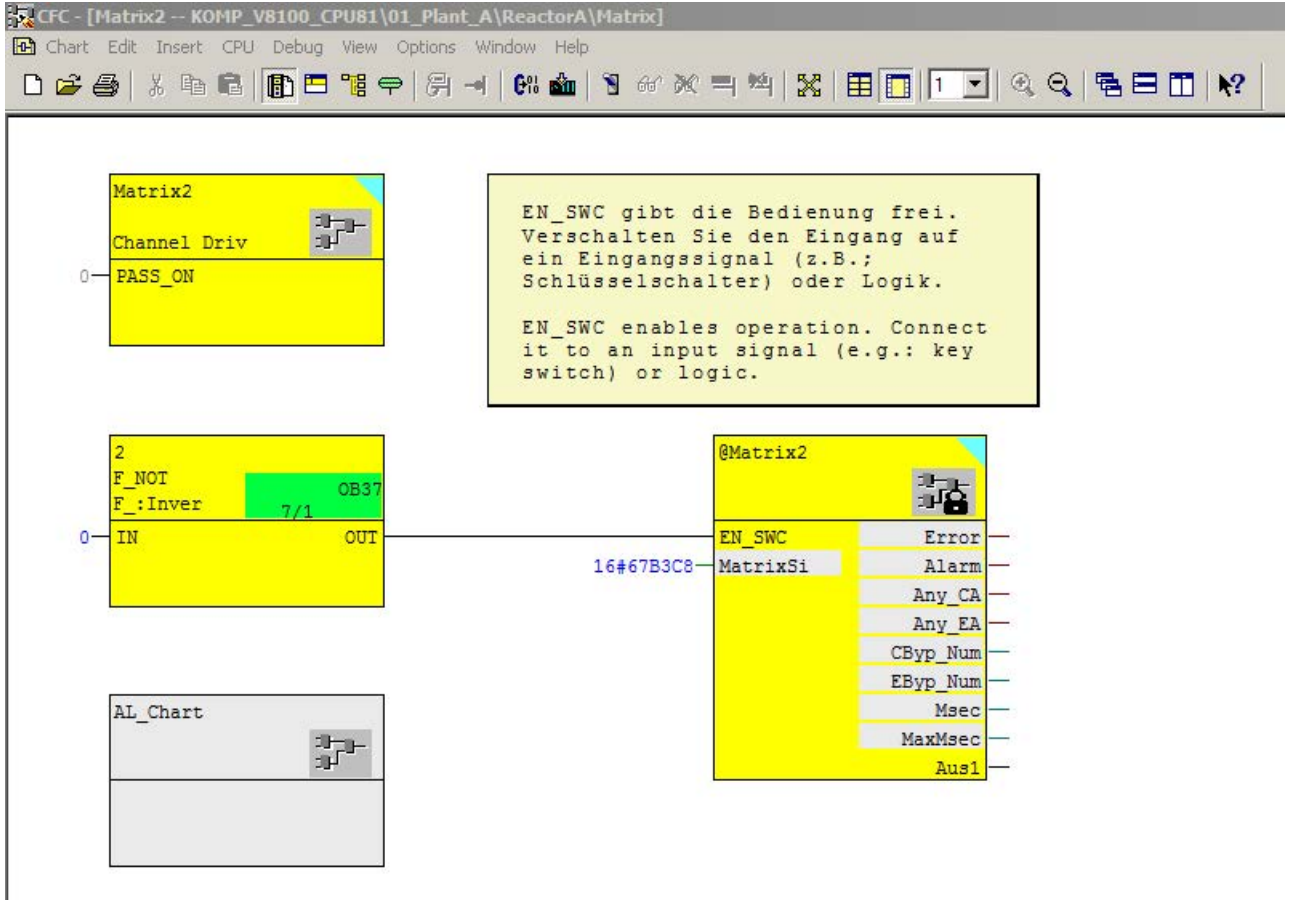 CFC - [Matrix2 -- KOMP_V8100_CPU81\01_Plant_A\ReactorA\Matrix]
Chart Edit Insert CPU Debug View Options Window Help
1
Matrix2
Channel Driv
0 PASS_ON
EN_SWC gibt die Bedienung frei.
Verschalten Sie den Eingang auf
ein Eingangssignal (z.B.;
Schlüsselschalter) oder Logik.
EN_SWC enables operation. Connect
it to an input signal (e.g.: key
switch) or logic.
2
F_NOT
F_:Inver
OB37
7/1
0 IN OUT
@Matrix2
EN_SWC Error
16#67B3C8 MatrixSi Alarm
Any_CA
Any_EA
CByp_Num
EByp_Num
Msec
MaxMsec
Aus1
AL_Chart